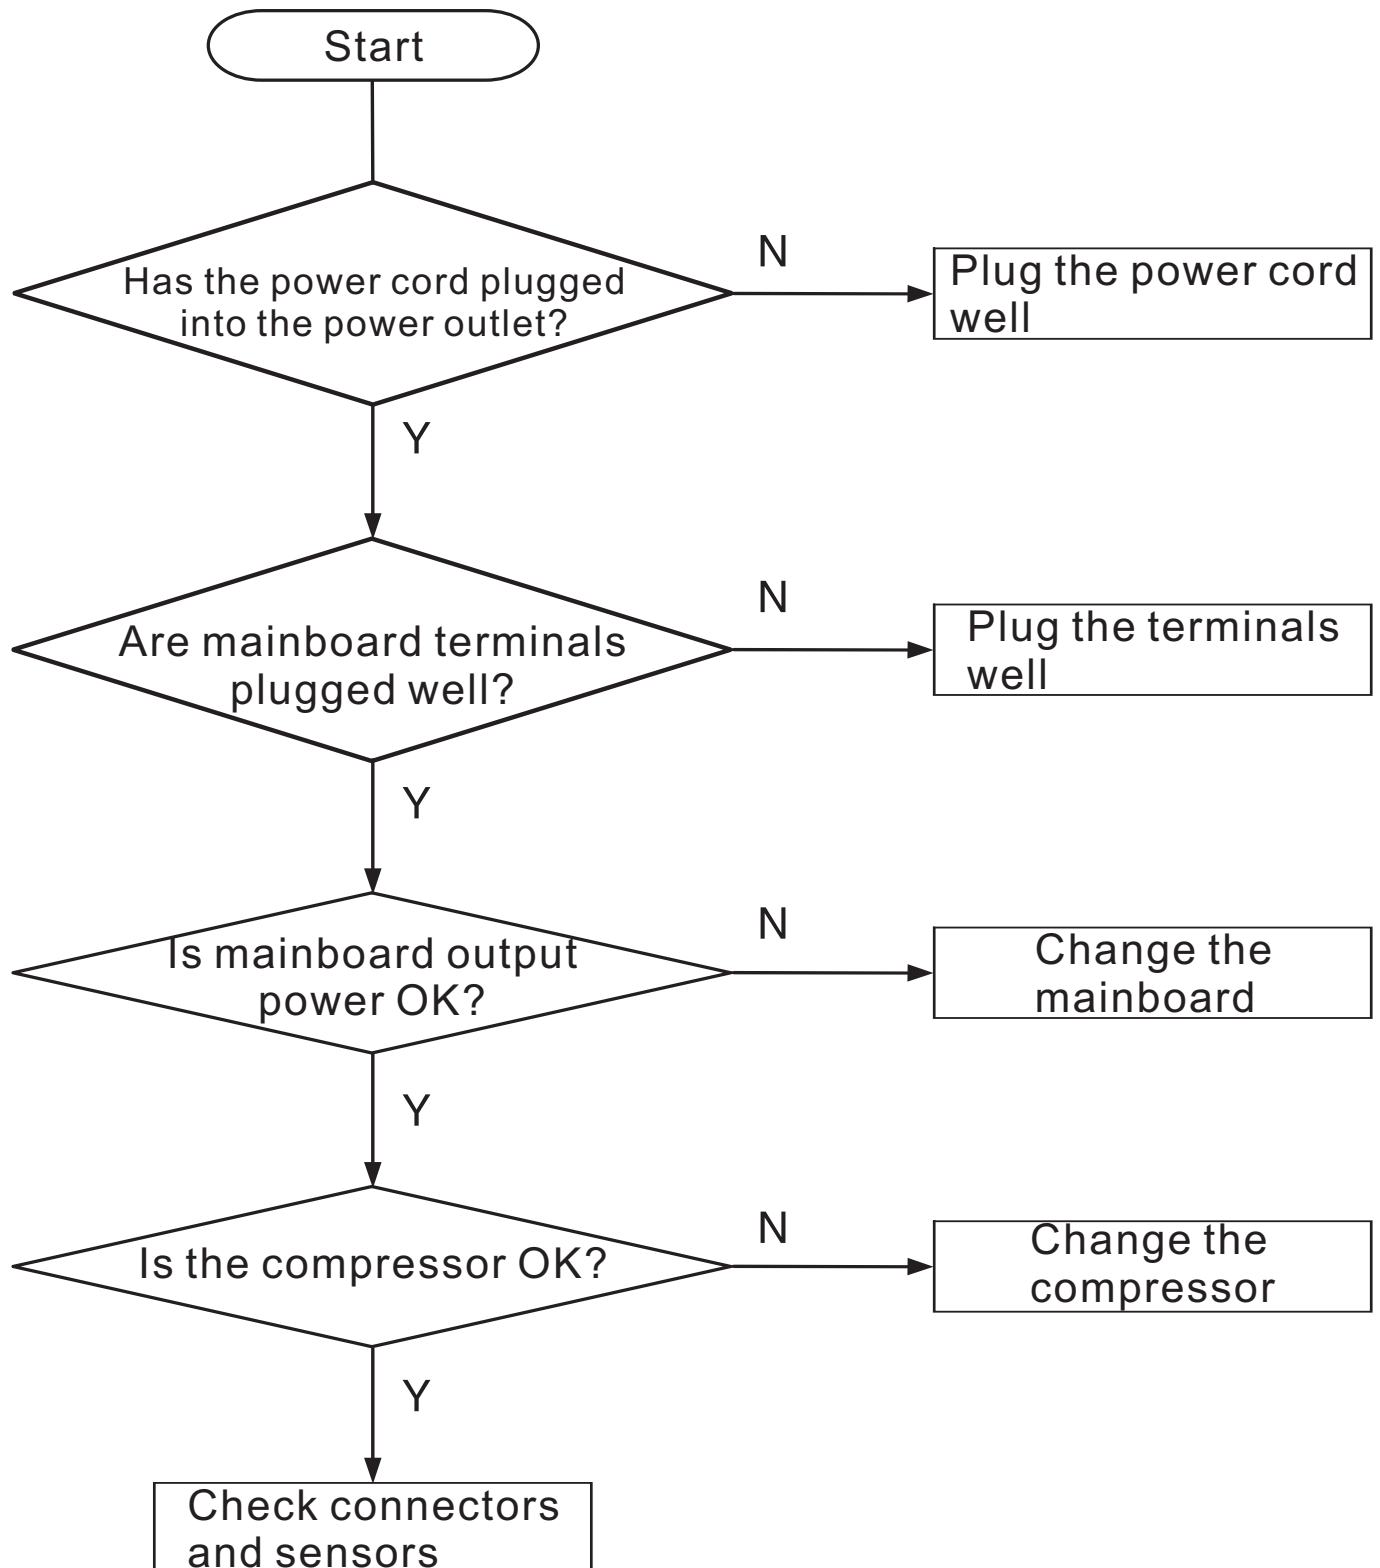 Start
Has the power cord plugged
into the power outlet?
N
Plug the power cord
well
Y
Are mainboard terminals
plugged well?
N
Plug the terminals
well
Y
Is mainboard output
power OK?
N
Change the
mainboard
Y
Is the compressor OK?
N
Change the
compressor
Y
Check connectors
and sensors